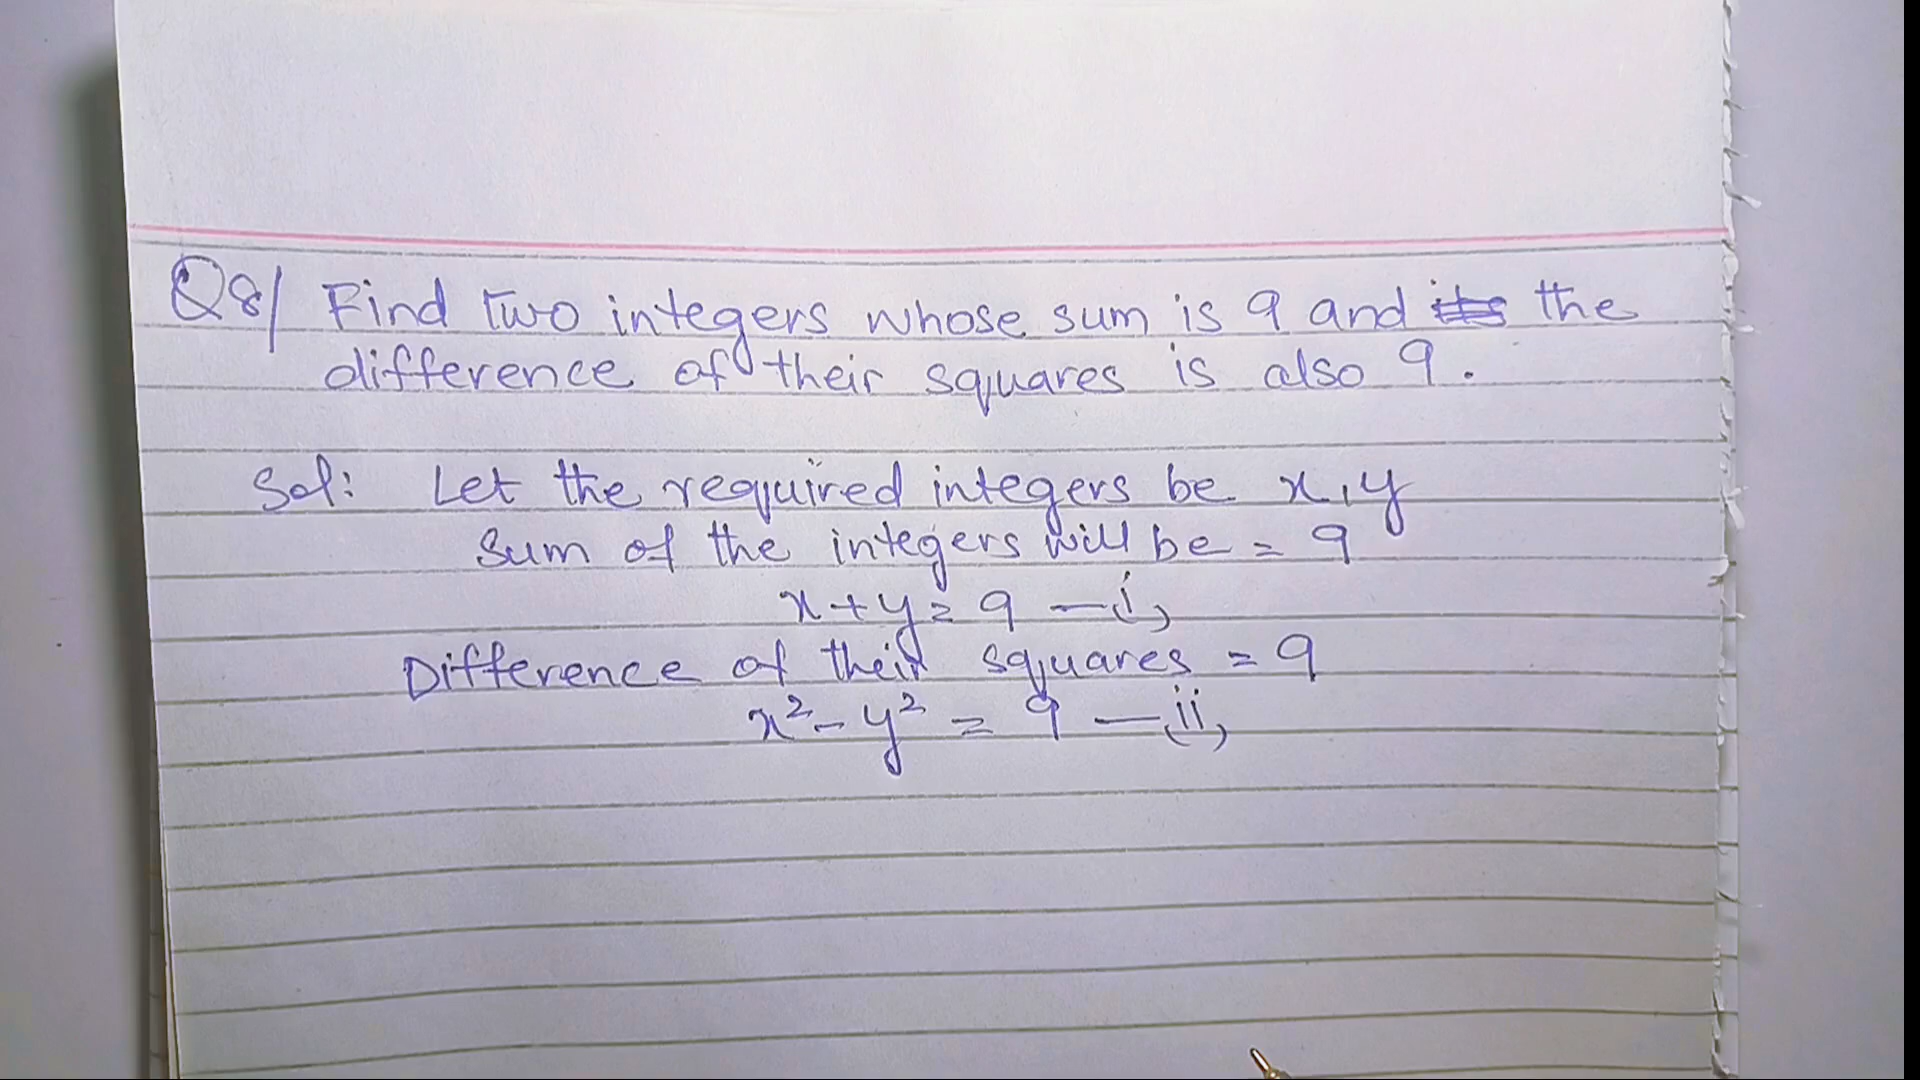 Q8/ Find two integers whose sum is 9 and its the
difference of their squares is also 9.
Sol: Let the required integers be x, y
Sum of the integers will be = 9
x + y = 9 — i)
Difference of their squares = 9
x² - y² = 9 — (ii)